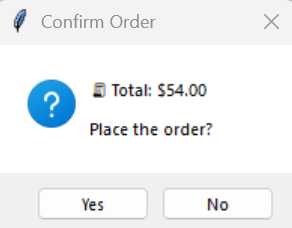 Confirm Order
🧾 Total: $54.00
Place the order?
Yes
No